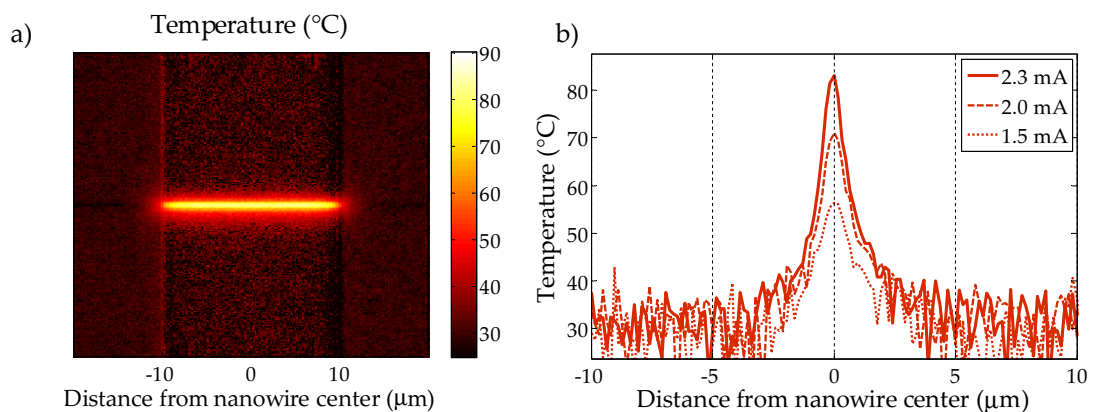 a)
Temperature (°C)
90
80
70
60
50
40
30
-10
0
10
Distance from nanowire center (μm)
b)
2.3 mA
2.0 mA
1.5 mA
Temperature (°C)
80
70
60
50
40
30
-10
-5
0
5
10
Distance from nanowire center (μm)